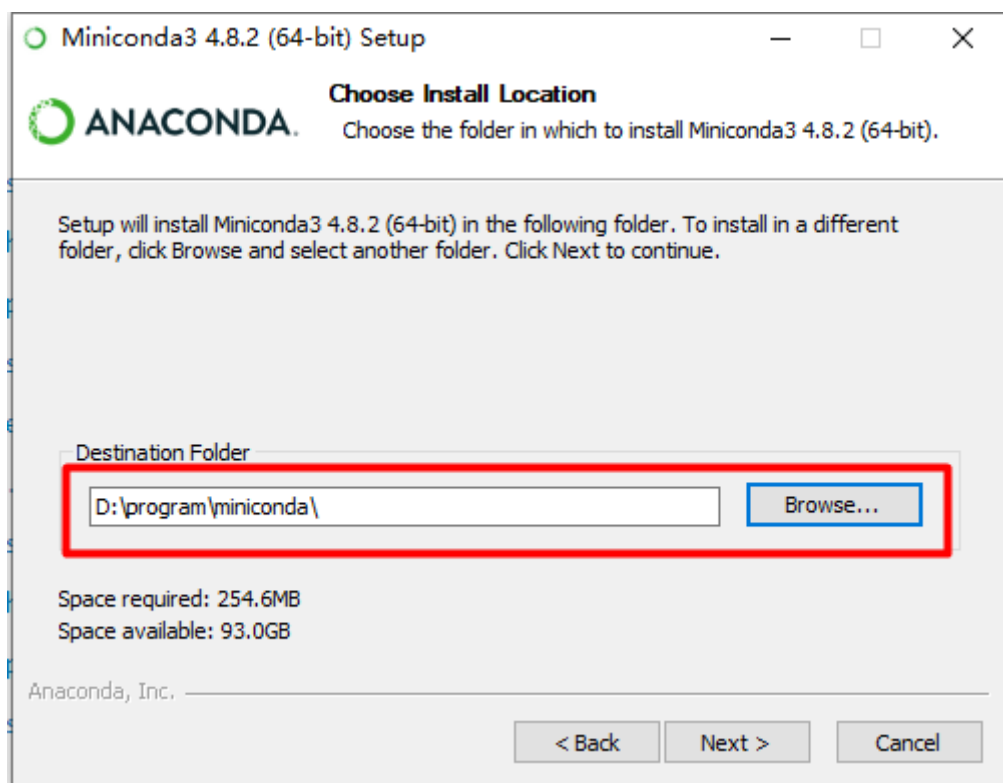 Miniconda3 4.8.2 (64-bit) Setup
ANACONDA.
Choose Install Location
Choose the folder in which to install Miniconda3 4.8.2 (64-bit).
Setup will install Miniconda3 4.8.2 (64-bit) in the following folder. To install in a different
folder, click Browse and select another folder. Click Next to continue.
Destination Folder
D:\program\miniconda\
Browse...
Space required: 254.6MB
Space available: 93.0GB
Anaconda, Inc.
< Back
Next >
Cancel